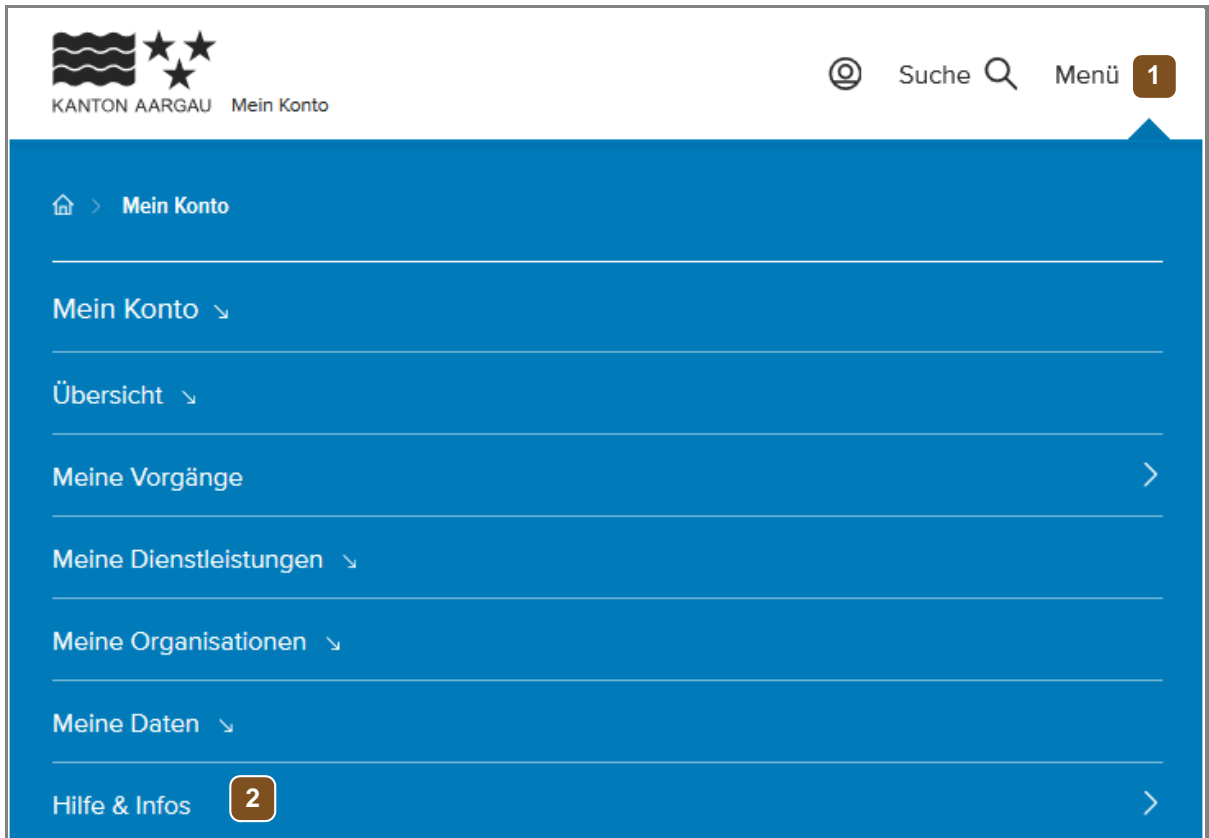 KANTON AARGAU Mein Konto
Suche Menü 1
Mein Konto
Mein Konto
Übersicht
Meine Vorgänge
Meine Dienstleistungen
Meine Organisationen
Meine Daten
Hilfe & Infos 2